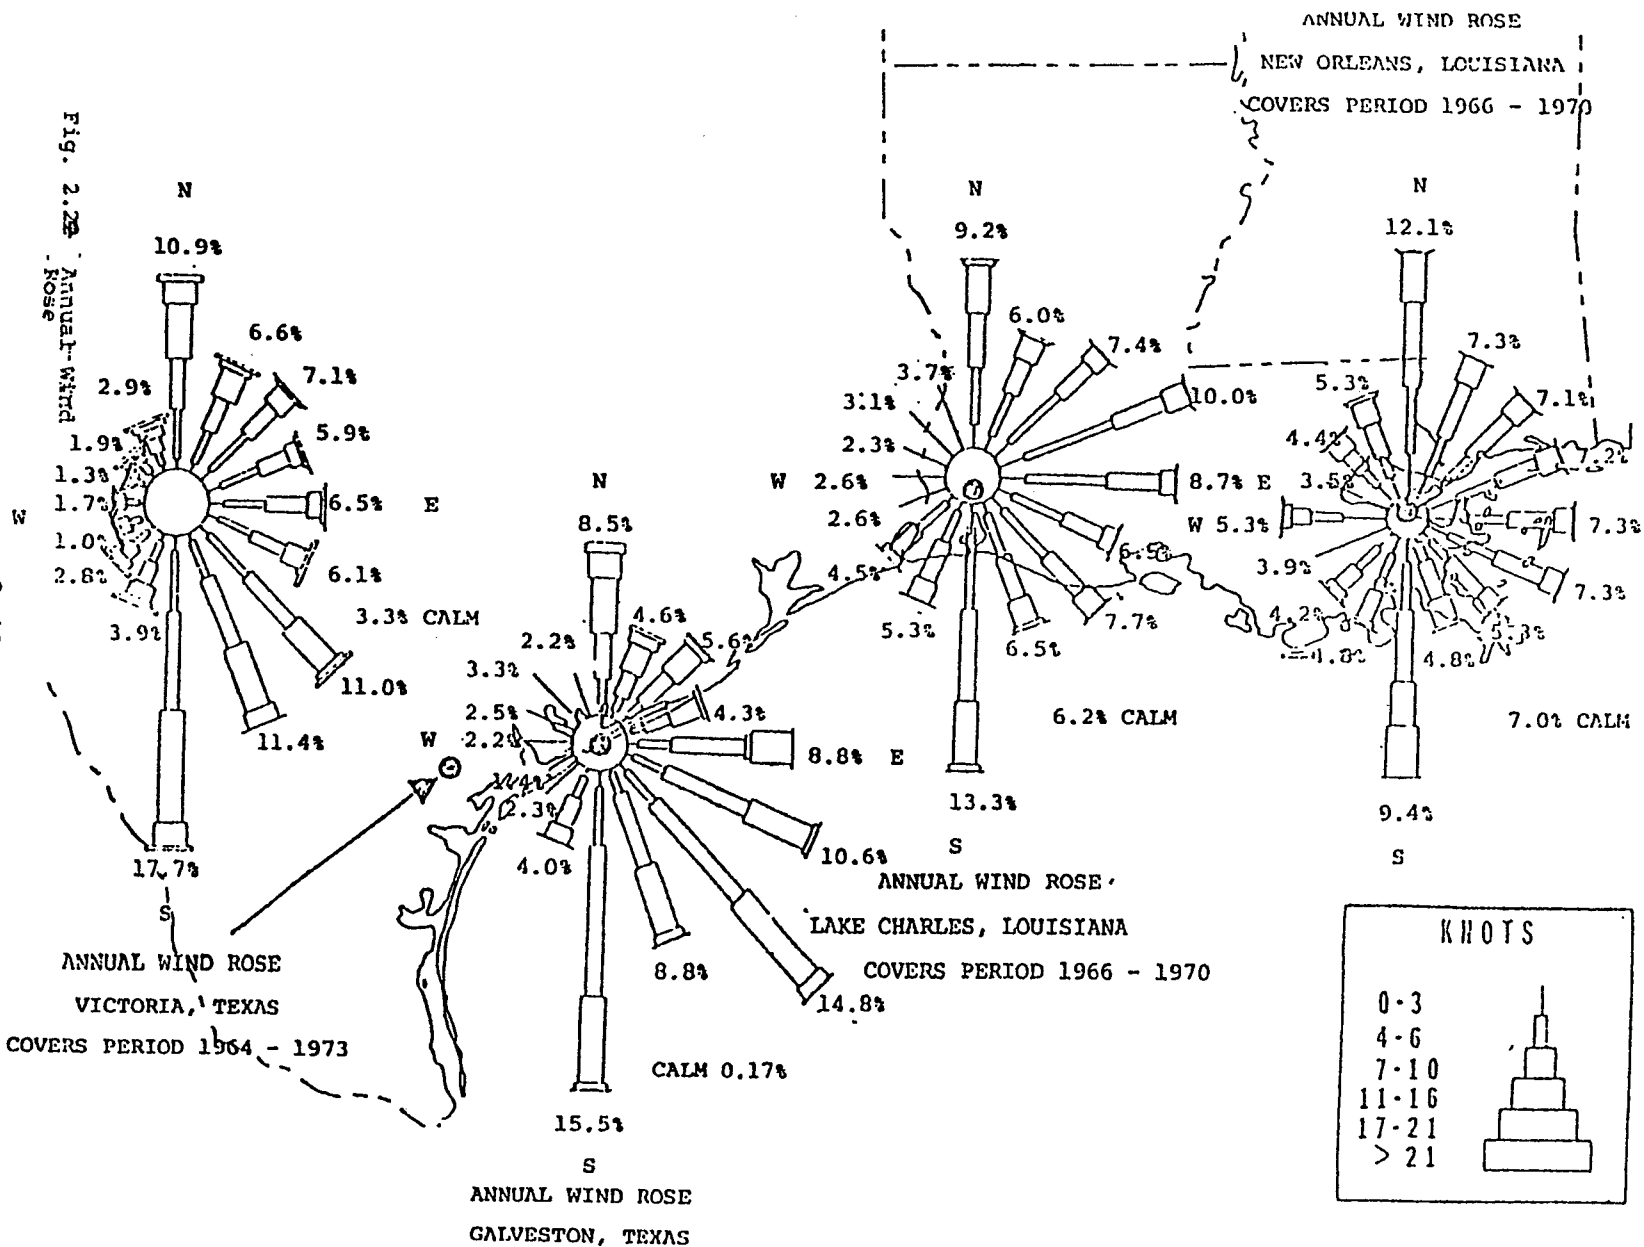 ANNUAL WIND ROSE
NEW ORLEANS, LOUISIANA
COVERS PERIOD 1966 - 1970
Fig. 2. Annual Wind
Rose
N
10.9%
6.6%
7.1%
5.9%
6.5% E
6.1%
3.3% CALM
11.0%
11.4%
17.7%
S
3.9%
2.8%
1.0%
W
1.7%
1.3%
1.9%
2.9%
ANNUAL WIND ROSE
VICTORIA, TEXAS
COVERS PERIOD 1964 - 1973
N
8.5%
4.6%
5.6%
4.3%
8.8% E
10.6%
14.8%
8.8%
CALM 0.17%
15.5%
S
4.0%
2.3%
W 2.2%
2.5%
3.3%
2.2%
ANNUAL WIND ROSE
GALVESTON, TEXAS
N
9.2%
6.0%
7.4%
10.0%
8.7% E
7.7%
6.5%
6.2% CALM
13.3%
S
5.3%
4.5%
2.6%
W 2.6%
2.3%
3.1%
3.7%
ANNUAL WIND ROSE
LAKE CHARLES, LOUISIANA
COVERS PERIOD 1966 - 1970
N
12.1%
7.3%
7.1%
7.2%
7.3%
7.3%
4.8%
7.0% CALM
9.4%
S
4.8%
4.2%
3.9%
W 5.3%
3.5%
4.4%
5.3%
KNOTS
0-3
4-6
7-10
11-16
17-21
> 21